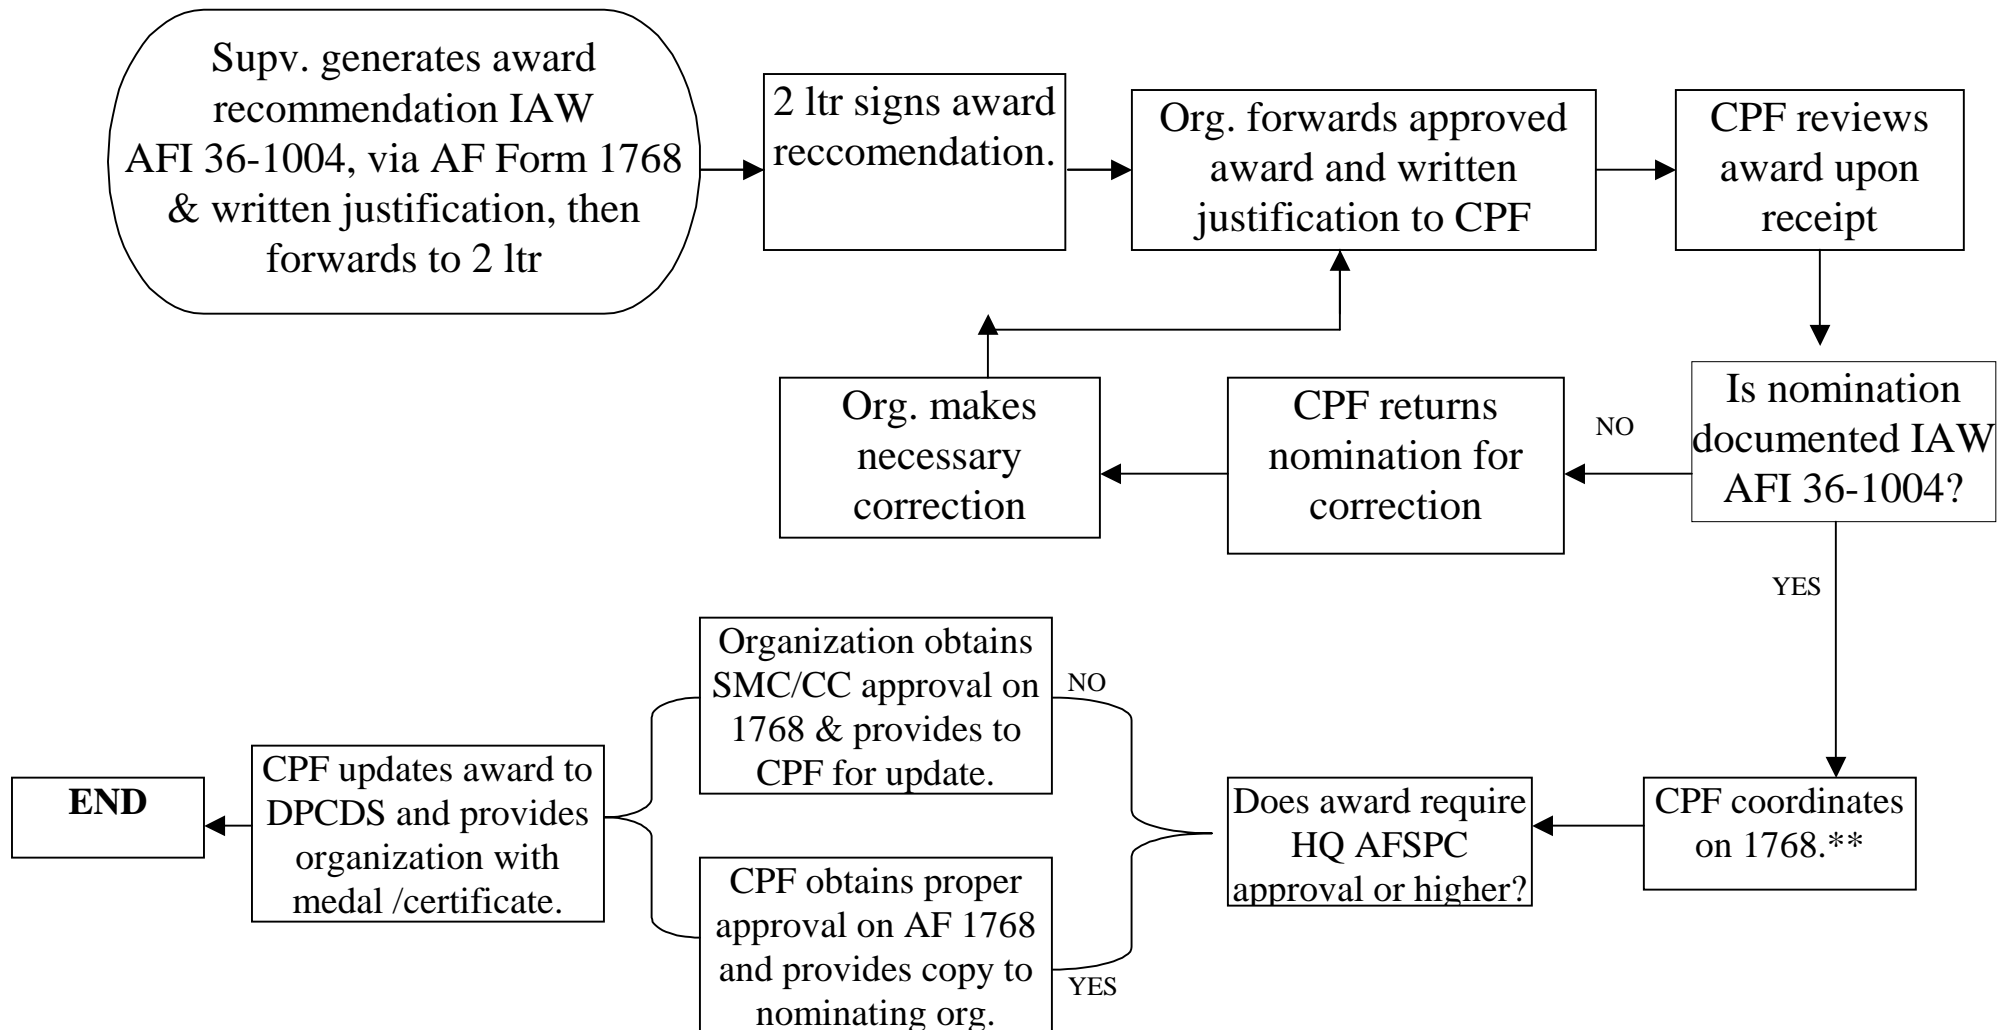 Supv. generates award
recommendation IAW
AFI 36-1004, via AF Form 1768
& written justification, then
forwards to 2 ltr
2 ltr signs award
reccomendation.
Org. forwards approved
award and written
justification to CPF
CPF reviews
award upon
receipt
Is nomination
documented IAW
AFI 36-1004?
NO
CPF returns
nomination for
correction
Org. makes
necessary
correction
YES
CPF coordinates
on 1768.**
Does award require
HQ AFSPC
approval or higher?
NO
Organization obtains
SMC/CC approval on
1768 & provides to
CPF for update.
YES
CPF obtains proper
approval on AF 1768
and provides copy to
nominating org.
CPF updates award to
DPCDS and provides
organization with
medal /certificate.
END